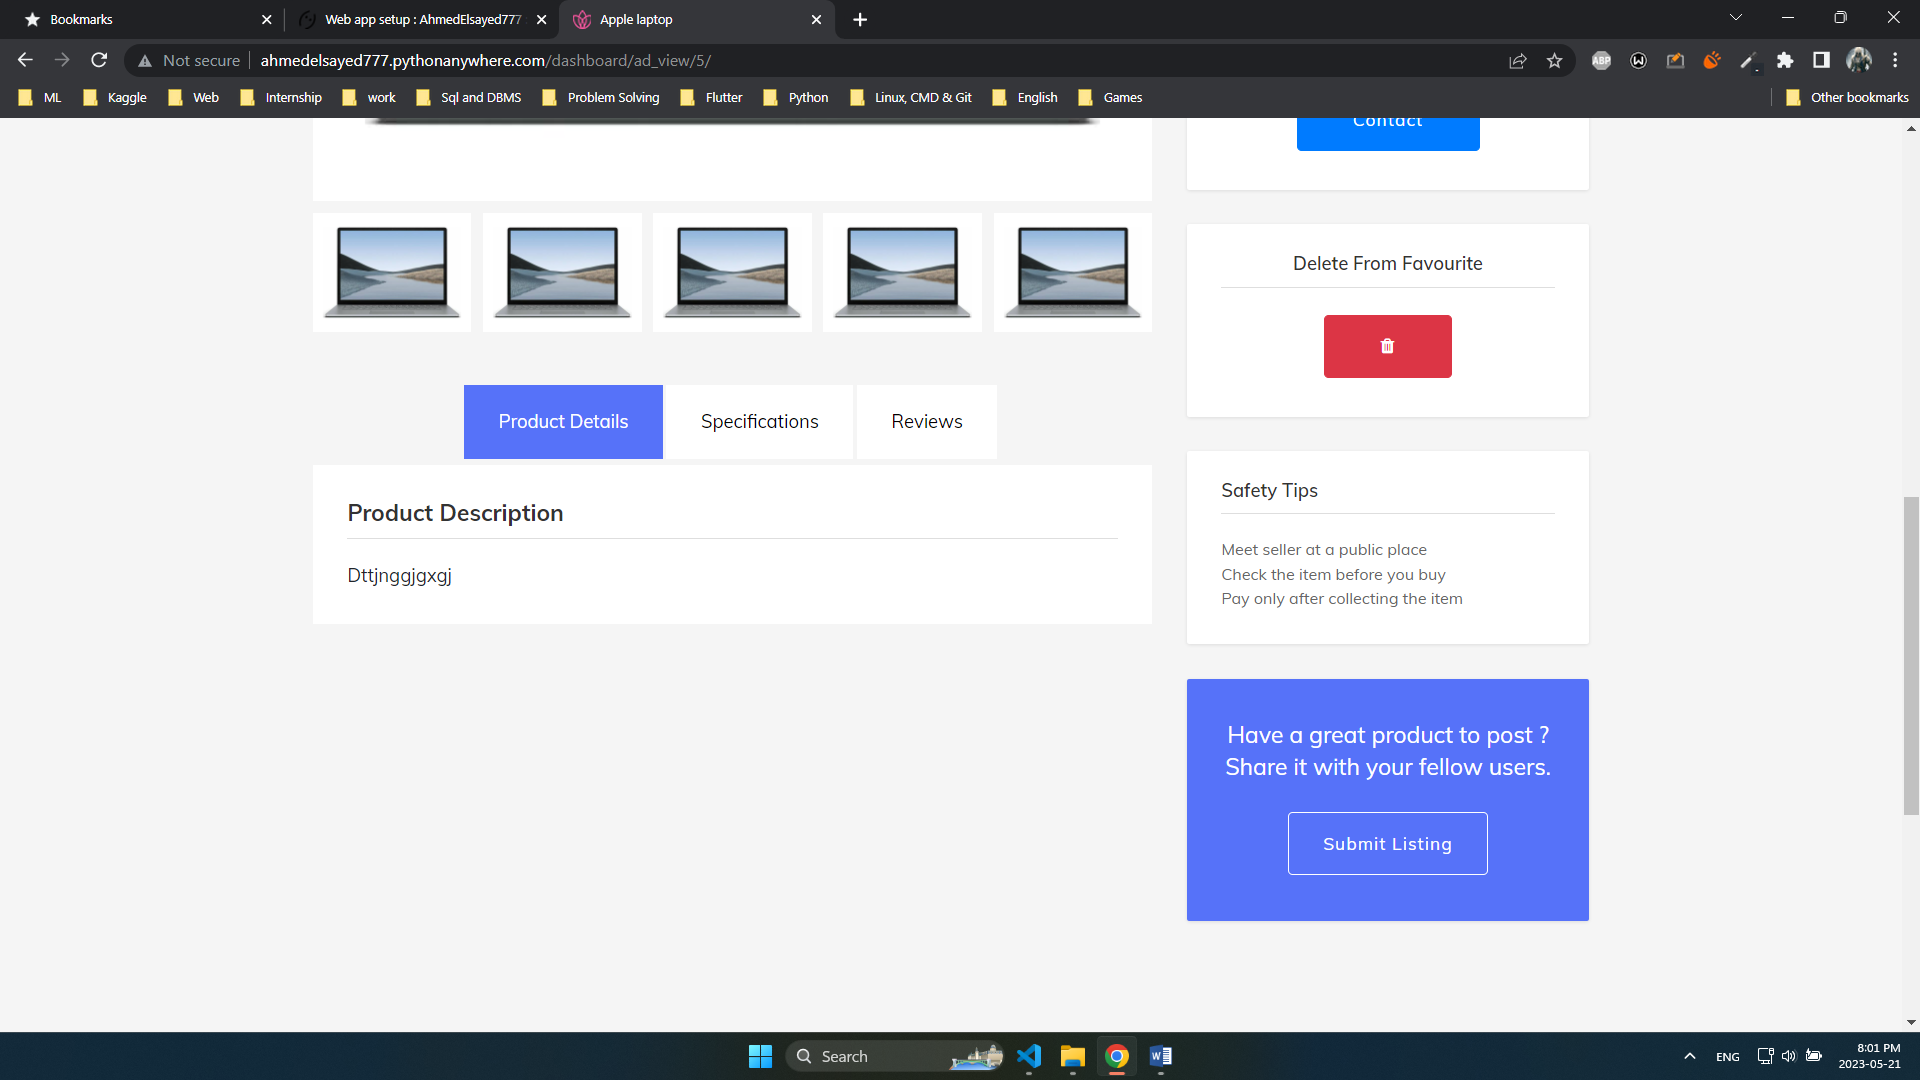 Bookmarks
Web app setup : AhmedElsayed777
Apple laptop
Not secure
ahmedelsayed777.pythonanywhere.com/dashboard/ad_view/5/
ABP
ML
Kaggle
Web
Internship
work
Sql and DBMS
Problem Solving
Flutter
Python
Linux, CMD & Git
English
Games
Other bookmarks
Contact
Delete From Favourite
Product Details
Specifications
Reviews
Product Description
Dttjnggjgxgj
Safety Tips
Meet seller at a public place
Check the item before you buy
Pay only after collecting the item
Have a great product to post ?
Share it with your fellow users.
Submit Listing
Search
ENG
8:01 PM
2023-05-21